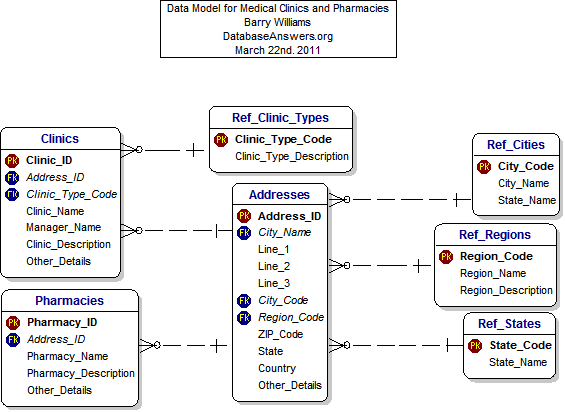 Data Model for Medical Clinics and Pharmacies
Barry Williams
DatabaseAnswers.org
March 22nd. 2011
Clinics
PK Clinic_ID
FK Address_ID
FK Clinic_Type_Code
Clinic_Name
Manager_Name
Clinic_Description
Other_Details
Ref_Clinic_Types
PK Clinic_Type_Code
Clinic_Type_Description
Ref_Cities
PK City_Code
City_Name
State_Name
Addresses
PK Address_ID
FK City_Name
Line_1
Line_2
Line_3
FK City_Code
FK Region_Code
ZIP_Code
State
Country
Other_Details
Ref_Regions
PK Region_Code
Region_Name
Region_Description
Pharmacies
PK Pharmacy_ID
FK Address_ID
Pharmacy_Name
Pharmacy_Description
Other_Details
Ref_States
PK State_Code
State_Name